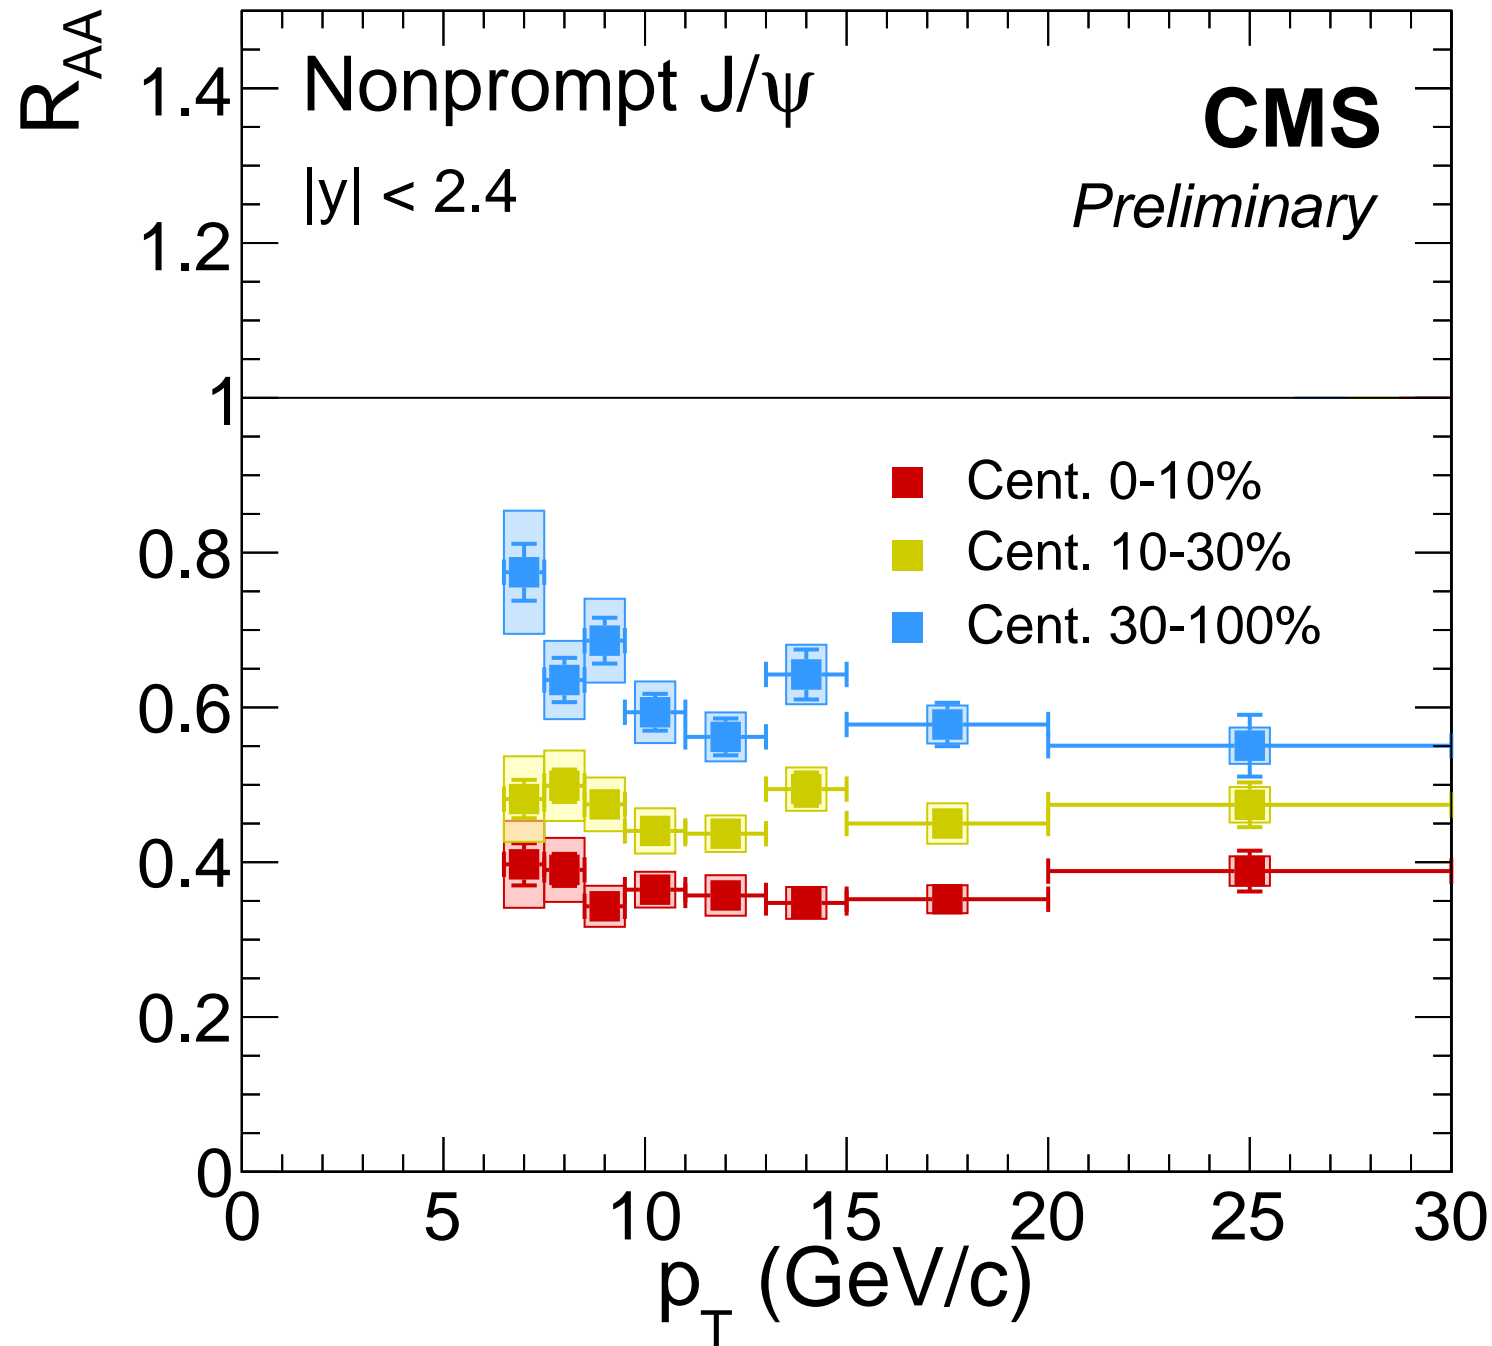 R_AA
Nonprompt J/ψ
|y| < 2.4
CMS
Preliminary
1.4
1.2
1
0.8
0.6
0.4
0.2
0
Cent. 0-10%
Cent. 10-30%
Cent. 30-100%
0 5 10 15 20 25 30
p_T (GeV/c)